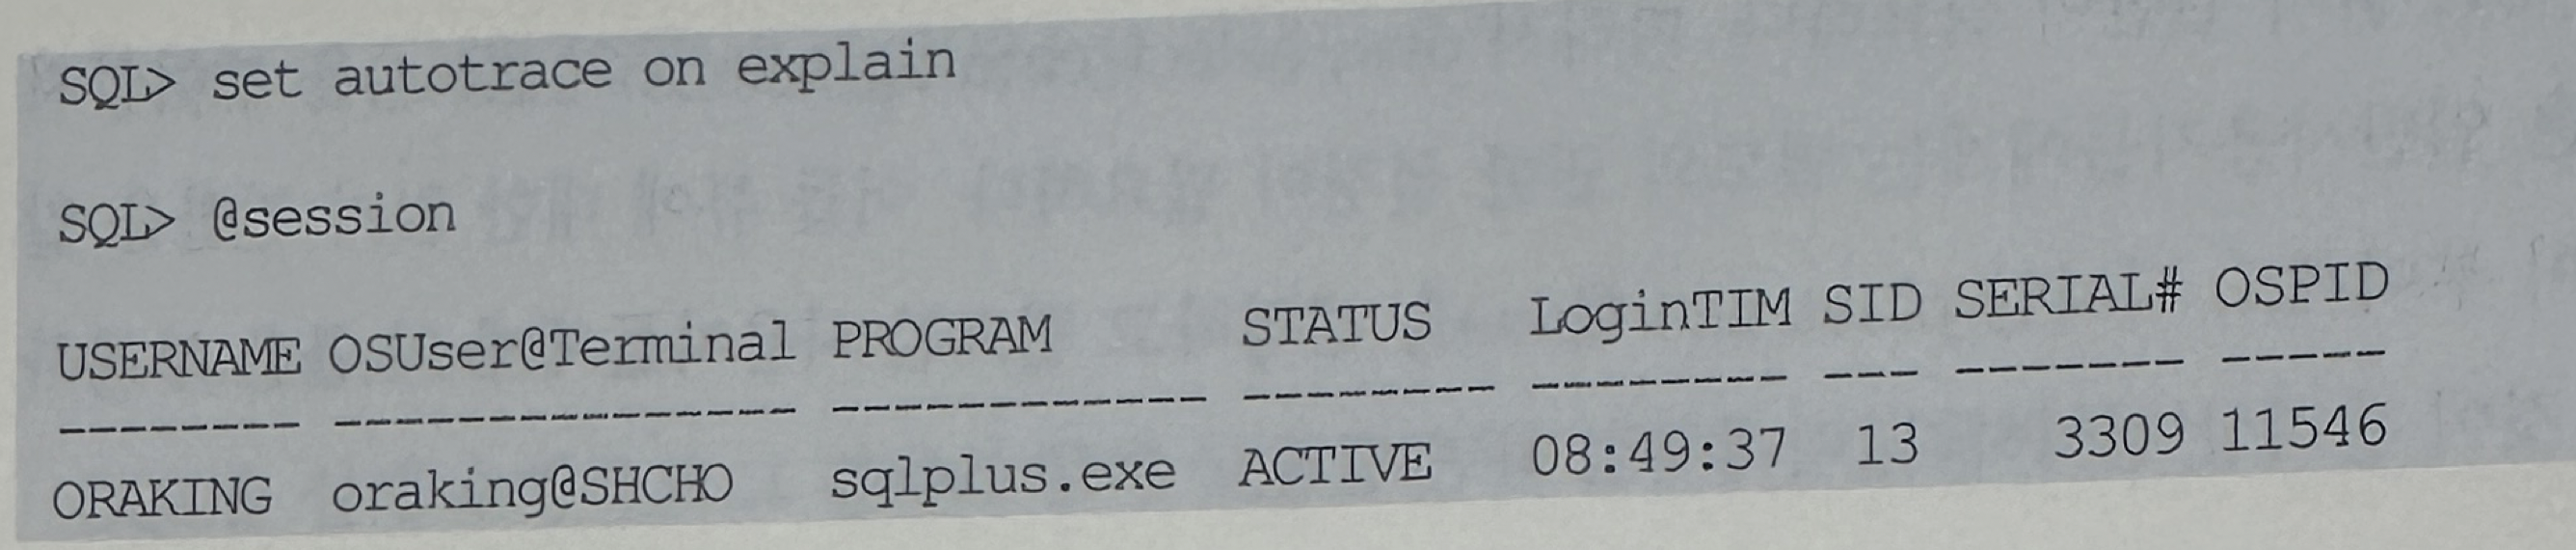 SQL> set autotrace on explain
SQL> @session
USERNAME OSUser@Terminal PROGRAM STATUS LoginTIM SID SERIAL# OSPID
-------- --------------- ------------ -------- -------- --- ------- -----
ORAKING oraking@SHCHO sqlplus.exe ACTIVE 08:49:37 13 3309 11546